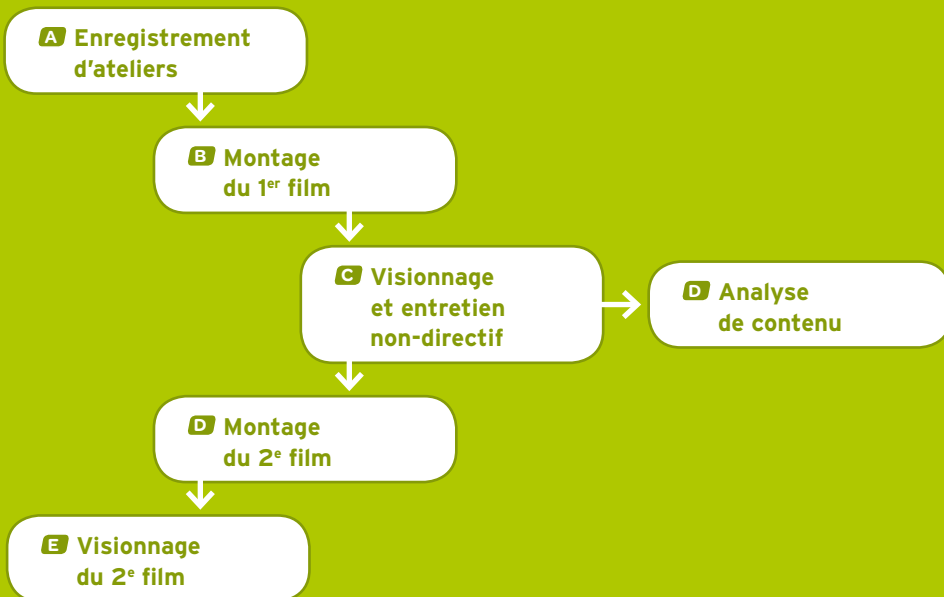 A Enregistrement
d'ateliers
B Montage
du 1er film
C Visionnage
et entretien
non-directif
D Analyse
de contenu
D Montage
du 2e film
E Visionnage
du 2e film